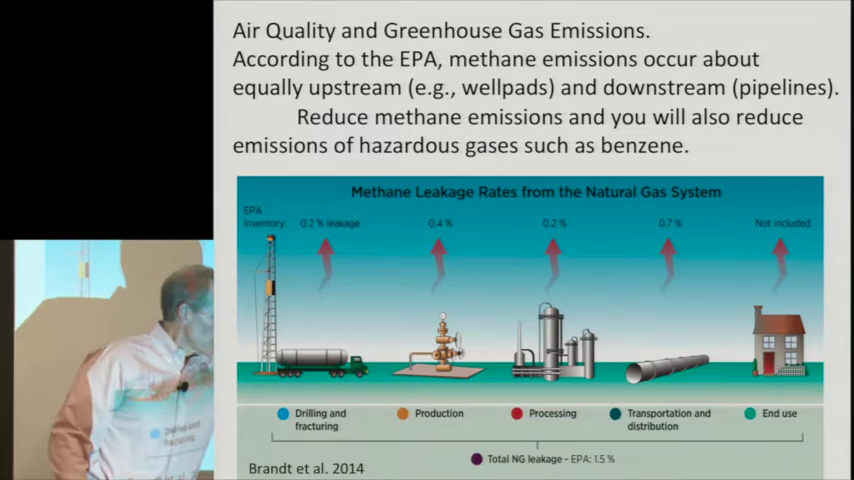 Air Quality and Greenhouse Gas Emissions.
According to the EPA, methane emissions occur about
equally upstream (e.g., wellpads) and downstream (pipelines).
Reduce methane emissions and you will also reduce
emissions of hazardous gases such as benzene.
Methane Leakage Rates from the Natural Gas System
EPA
Inventory: 0.2 % leakage 0.4 % 0.2 % 0.7 % Not included
Drilling and fracturing
Production
Processing
Transportation and distribution
End use
Total NG leakage - EPA: 1.5 %
Brandt et al. 2014
Drilling and
fracturing